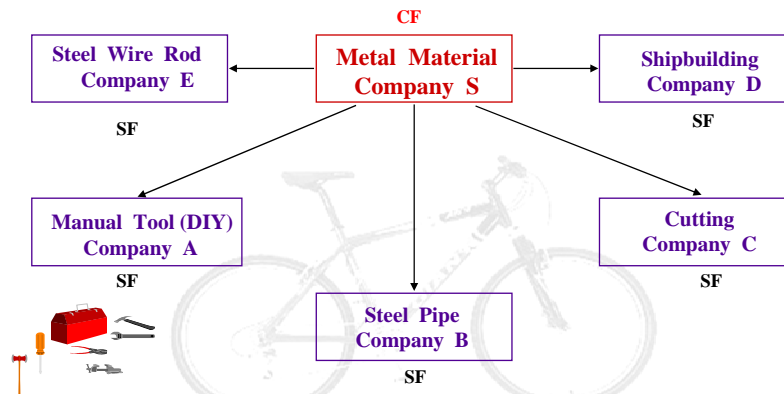 CF
Steel Wire Rod
Company E
Metal Material
Company S
Shipbuilding
Company D
SF
SF
Manual Tool (DIY)
Company A
Cutting
Company C
SF
SF
Steel Pipe
Company B
SF